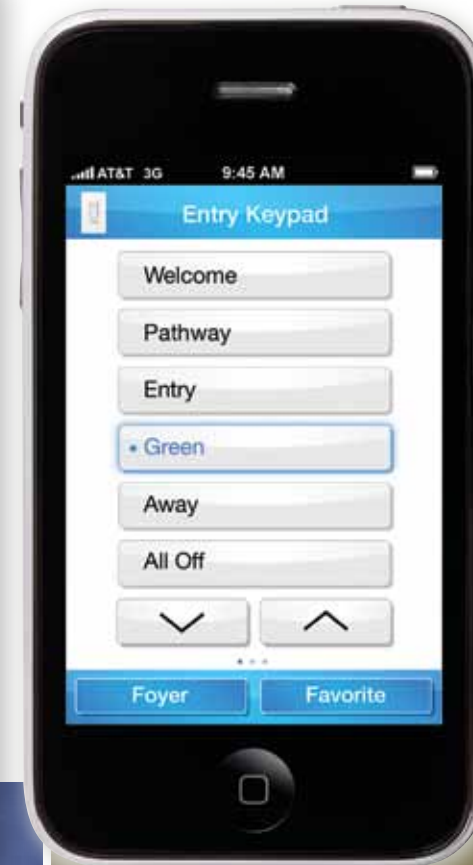 AT&T 3G 9:45 AM
Entry Keypad
Welcome
Pathway
Entry
• Green
Away
All Off
Foyer Favorite